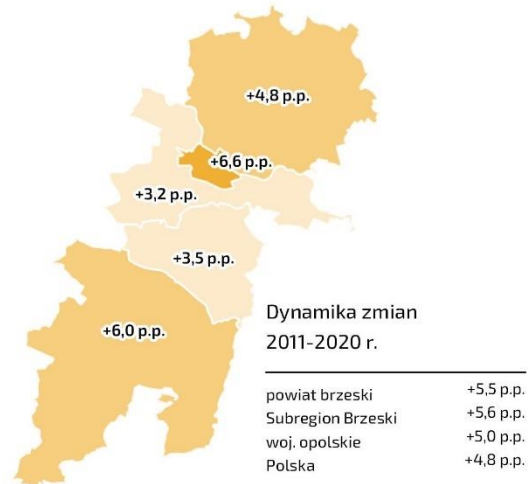 +4,8 p.p.
+6,6 p.p.
+3,2 p.p.
+3,5 p.p.
+6,0 p.p.
Dynamika zmian
2011-2020 r.
powiat brzeski +5,5 p.p.
Subregion Brzeski +5,6 p.p.
woj. opolskie +5,0 p.p.
Polska +4,8 p.p.